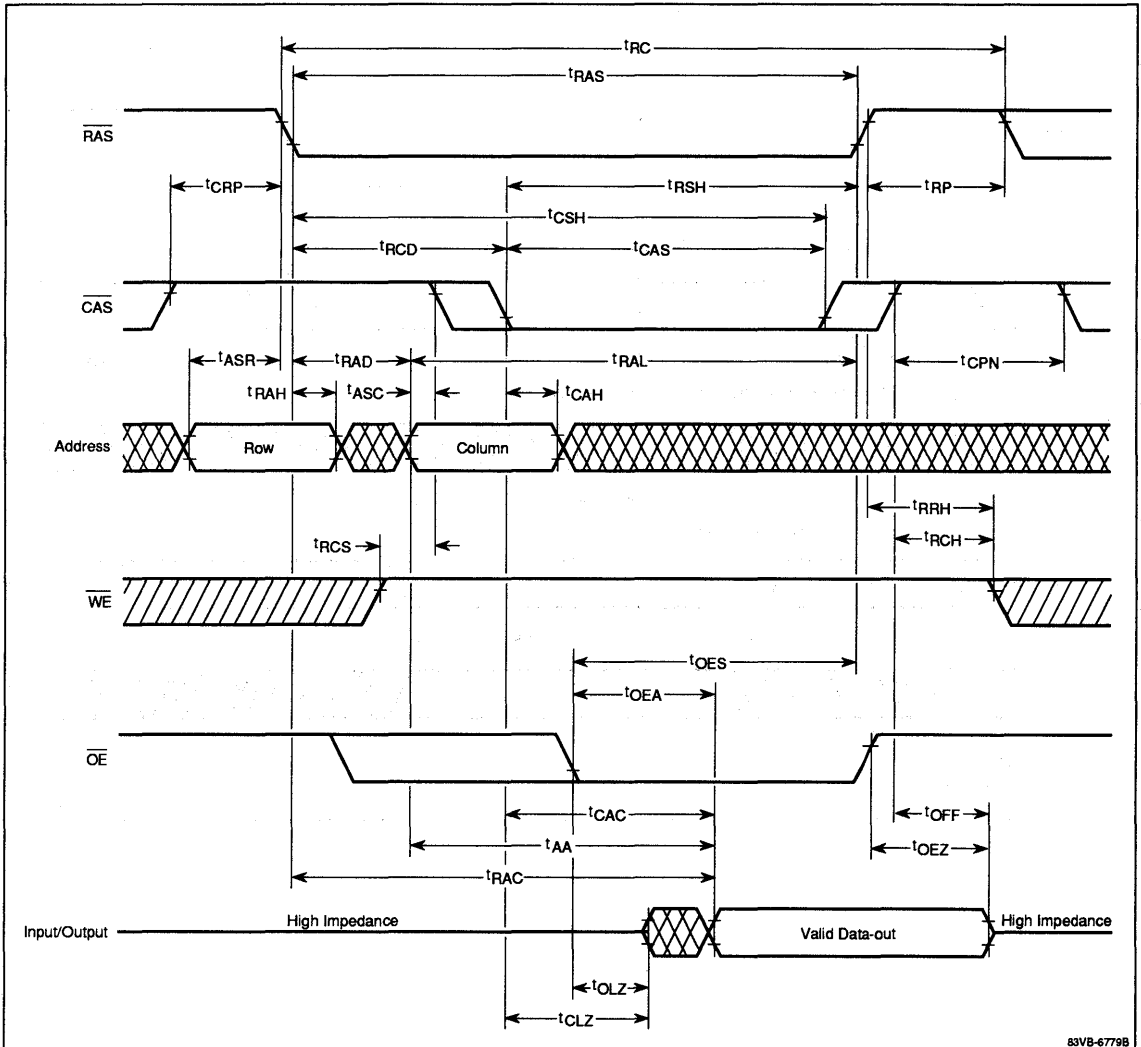 tRC
tRAS
RAS
tCRP
tRSH
tRP
tCSH
tRCD
tCAS
CAS
tASR
tRAD
tRAL
tCPN
tRAH
tASC
tCAH
Address
Row
Column
tRRH
tRCS
tRCH
WE
tOES
tOEA
OE
tCAC
tOFF
tAA
tOEZ
tRAC
Input/Output
High Impedance
Valid Data-out
High Impedance
tOLZ
tCLZ
83VB-6779B